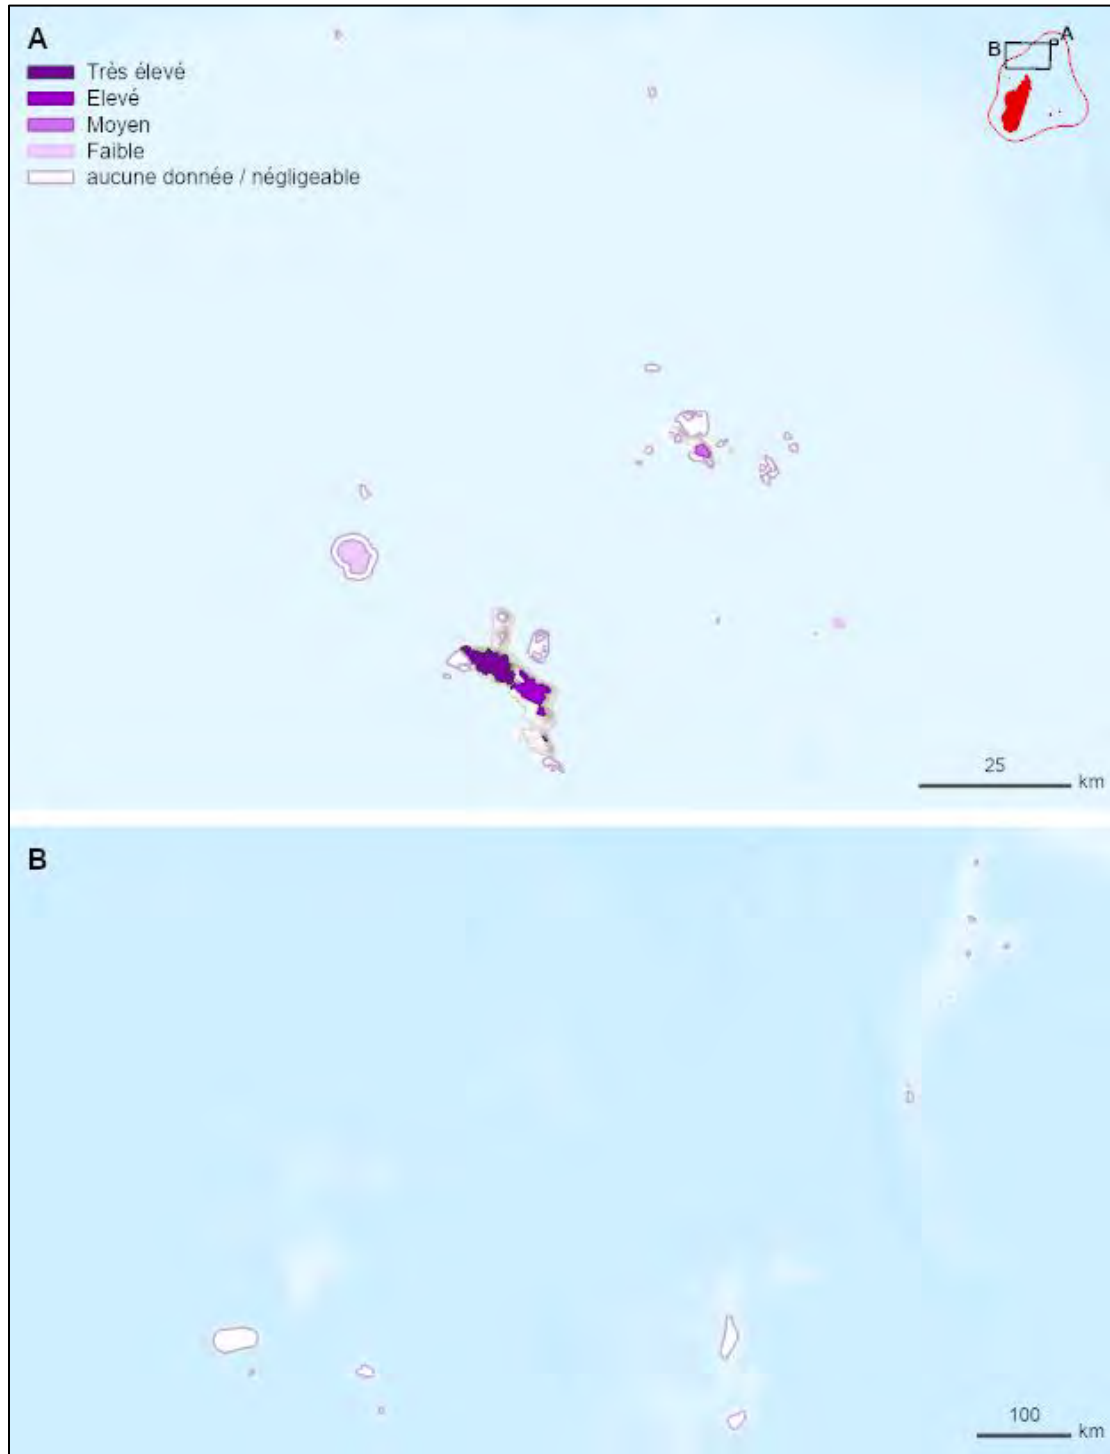 A
Très élevé
Elevé
Moyen
Faible
aucune donnée / négligeable
B
A
25
km
B
100
km